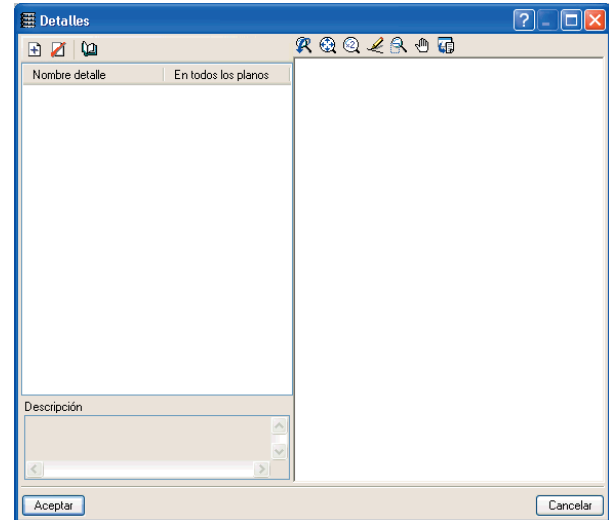 Detalles
Nombre detalle En todos los planos
Descripción
Aceptar Cancelar